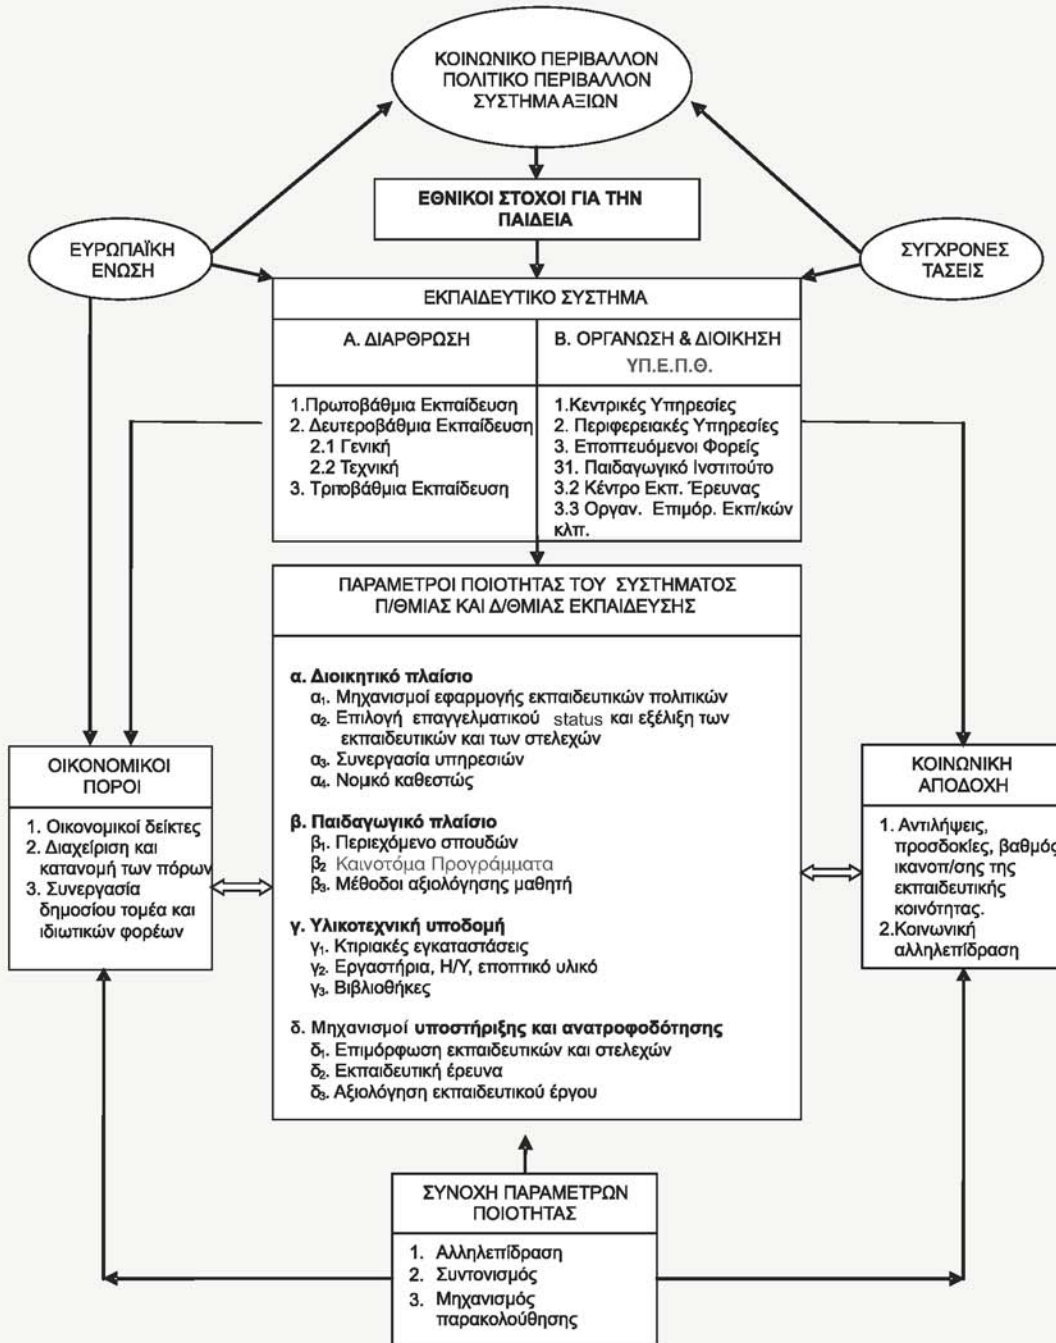 ΚΟΙΝΩΝΙΚΟ ΠΕΡΙΒΑΛΛΟΝ
ΠΟΛΙΤΙΚΟ ΠΕΡΙΒΑΛΛΟΝ
ΣΥΣΤΗΜΑ ΑΞΙΩΝ
ΕΘΝΙΚΟΙ ΣΤΟΧΟΙ ΓΙΑ ΤΗΝ
ΠΑΙΔΕΙΑ
ΕΥΡΩΠΑΪΚΗ
ΕΝΩΣΗ
ΣΥΓΧΡΟΝΕΣ
ΤΑΣΕΙΣ
ΕΚΠΑΙΔΕΥΤΙΚΟ ΣΥΣΤΗΜΑ
Α. ΔΙΑΡΘΡΩΣΗ
1.Πρωτοβάθμια Εκπαίδευση
2. Δευτεροβάθμια Εκπαίδευση
2.1 Γενική
2.2 Τεχνική
3. Τριτοβάθμια Εκπαίδευση
Β. ΟΡΓΑΝΩΣΗ & ΔΙΟΙΚΗΣΗ
ΥΠ.Ε.Π.Θ.
1.Κεντρικές Υπηρεσίες
2. Περιφερειακές Υπηρεσίες
3. Εποπτευόμενοι Φορείς
31. Παιδαγωγικό Ινστιτούτο
3.2 Κέντρο Εκπ. Έρευνας
3.3 Οργαν. Επιμόρ. Εκπ/κών
κλπ.
ΠΑΡΑΜΕΤΡΟΙ ΠΟΙΟΤΗΤΑΣ ΤΟΥ ΣΥΣΤΗΜΑΤΟΣ
Π/ΘΜΙΑΣ ΚΑΙ Δ/ΘΜΙΑΣ ΕΚΠΑΙΔΕΥΣΗΣ
α. Διοικητικό πλαίσιο
α₁. Μηχανισμοί εφαρμογής εκπαιδευτικών πολιτικών
α₂. Επιλογή επαγγελματικού status και εξέλιξη των
εκπαιδευτικών και των στελεχών
α₃. Συνεργασία υπηρεσιών
α₄. Νομκό καθεστώς
β. Παιδαγωγικό πλαίσιο
β₁. Περιεχόμενο σπουδών
β₂ Καινοτόμα Προγράμματα
β₃. Μέθοδοι αξιολόγησης μαθητή
γ. Υλικοτεχνική υποδομή
γ₁. Κτιριακές εγκαταστάσεις
γ₂. Εργαστήρια, Η/Υ, εποπτικό υλικό
γ₃. Βιβλιοθήκες
δ. Μηχανισμοί υποστήριξης και ανατροφοδότησης
δ₁. Επιμόρφωση εκπαιδευτικών και στελεχών
δ₂. Εκπαιδευτική έρευνα
δ₃. Αξιολόγηση εκπαιδευτικού έργου
ΟΙΚΟΝΟΜΙΚΟΙ
ΠΟΡΟΙ
1. Οικονομικοί δείκτες
2. Διαχείριση και
κατανομή των πόρων
3. Συνεργασία
δημοσίου τομέα και
ιδιωτικών φορέων
ΚΟΙΝΩΝΙΚΗ
ΑΠΟΔΟΧΗ
1. Αντιλήψεις,
προσδοκίες, βαθμός
ικανοπ/σης της
εκπαιδευτικής
κοινότητας.
2.Κοινωνική
αλληλεπίδραση
ΣΥΝΟΧΗ ΠΑΡΑΜΕΤΡΩΝ
ΠΟΙΟΤΗΤΑΣ
1. Αλληλεπίδραση
2. Συντονισμός
3. Μηχανισμός
παρακολούθησης